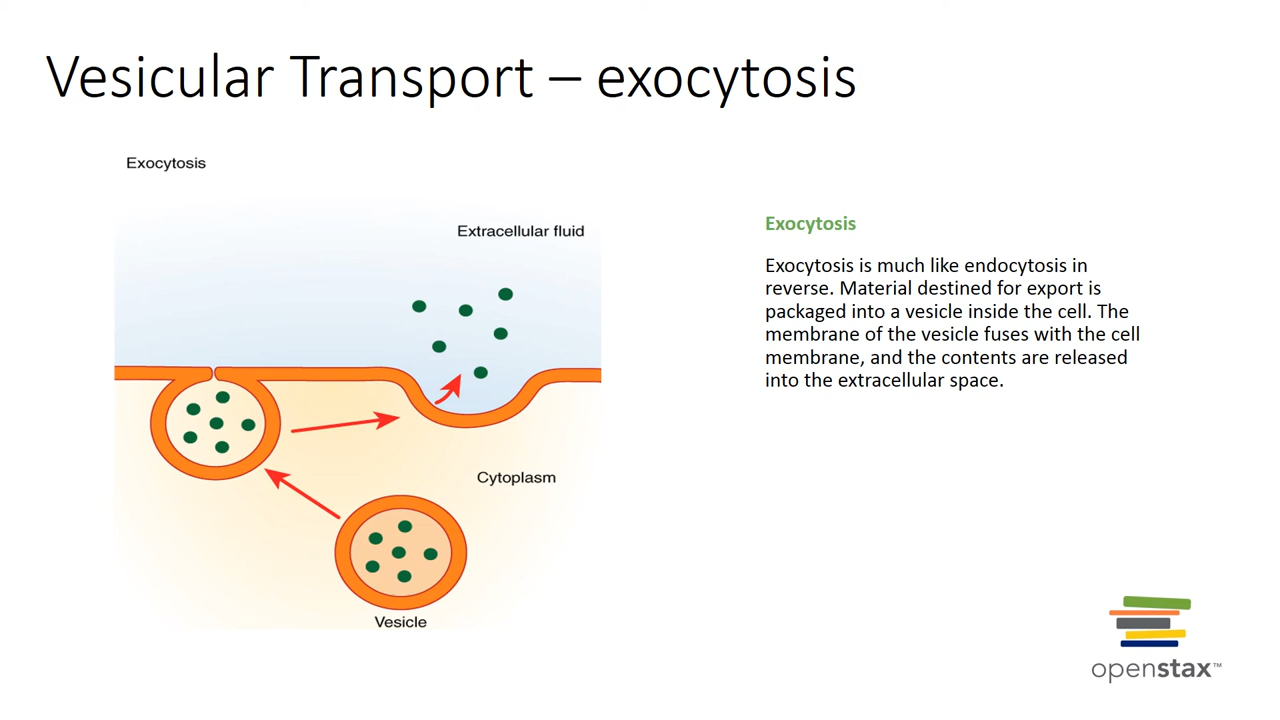 Vesicular Transport – exocytosis
Exocytosis
Extracellular fluid
Cytoplasm
Vesicle
Exocytosis
Exocytosis is much like endocytosis in
reverse. Material destined for export is
packaged into a vesicle inside the cell. The
membrane of the vesicle fuses with the cell
membrane, and the contents are released
into the extracellular space.
openstax™